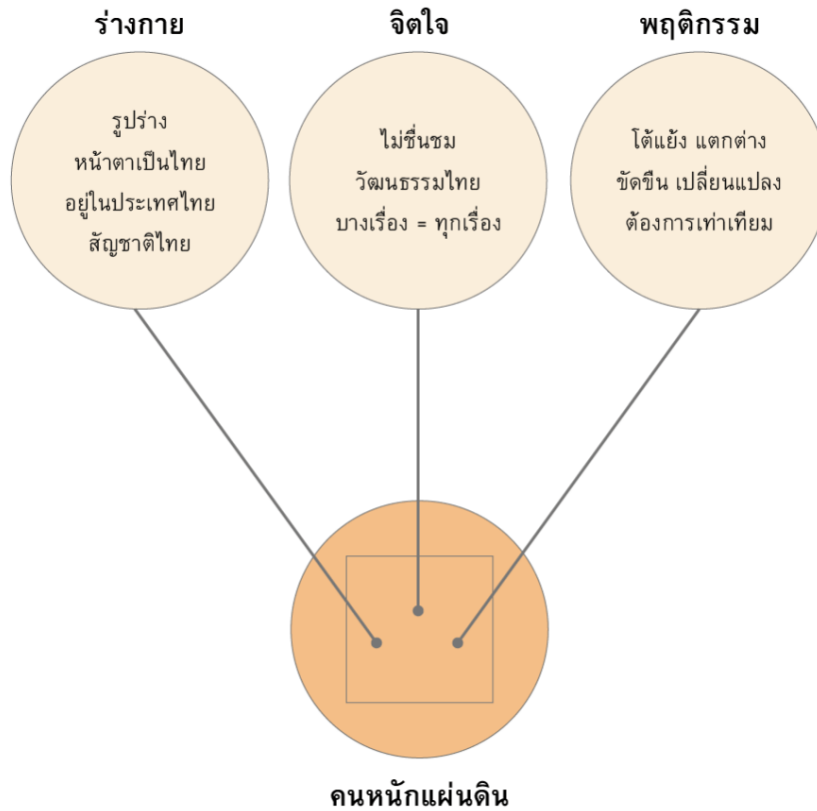 ร่างกาย
รูปร่าง
หน้าตาเป็นไทย
อยู่ในประเทศไทย
สัญชาติไทย
จิตใจ
ไม่ชื่นชม
วัฒนธรรมไทย
บางเรื่อง = ทุกเรื่อง
พฤติกรรม
โต้แย้ง แตกต่าง
ขัดขืน เปลี่ยนแปลง
ต้องการเท่าเทียม
คนหนักแผ่นดิน